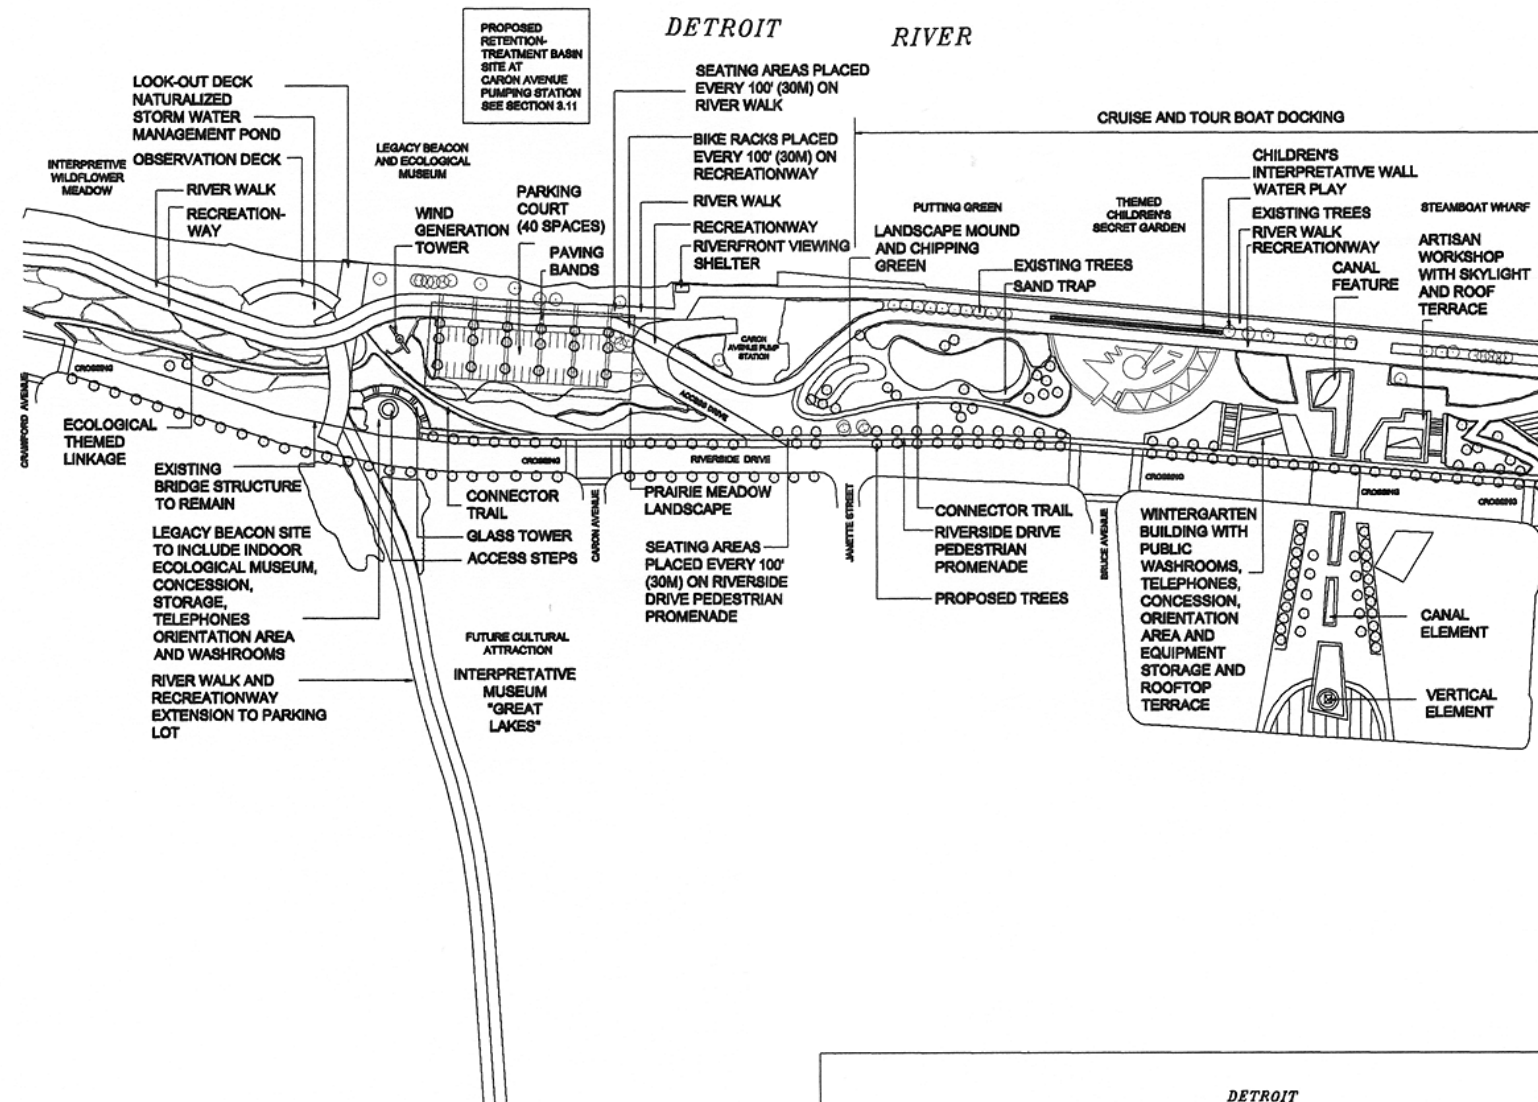 DETROIT RIVER
PROPOSED
RETENTION-
TREATMENT BASIN
SITE AT
CARON AVENUE
PUMPING STATION
SEE SECTION 3.11
LOOK-OUT DECK
NATURALIZED
STORM WATER
MANAGEMENT POND
OBSERVATION DECK
INTERPRETIVE
WILDFLOWER
MEADOW
RIVER WALK
RECREATION-
WAY
LEGACY BEACON
AND ECOLOGICAL
MUSEUM
WIND
GENERATION
TOWER
PARKING
COURT
(40 SPACES)
PAVING
BANDS
SEATING AREAS PLACED
EVERY 100' (30M) ON
RIVER WALK
BIKE RACKS PLACED
EVERY 100' (30M) ON
RECREATIONWAY
RIVER WALK
RECREATIONWAY
RIVERFRONT VIEWING
SHELTER
CRUISE AND TOUR BOAT DOCKING
PUTTING GREEN
LANDSCAPE MOUND
AND CHIPPING
GREEN
EXISTING TREES
SAND TRAP
THEMED
CHILDREN'S
SECRET GARDEN
CHILDREN'S
INTERPRETATIVE WALL
WATER PLAY
EXISTING TREES
RIVER WALK
RECREATIONWAY
CANAL
FEATURE
STEAMBOAT WHARF
ARTISAN
WORKSHOP
WITH SKYLIGHT
AND ROOF
TERRACE
CARON
AVENUE PUMP
STATION
ACCESS DRIVE
CRAWFORD AVENUE
CROSSING
CROSSING
RIVERSIDE DRIVE
CROSSING
CROSSING
CROSSING
CARON AVENUE
JANETTE STREET
BRUCE AVENUE
ECOLOGICAL
THEMED
LINKAGE
EXISTING
BRIDGE STRUCTURE
TO REMAIN
LEGACY BEACON SITE
TO INCLUDE INDOOR
ECOLOGICAL MUSEUM,
CONCESSION,
STORAGE,
TELEPHONES
ORIENTATION AREA
AND WASHROOMS
RIVER WALK AND
RECREATIONWAY
EXTENSION TO PARKING
LOT
CONNECTOR
TRAIL
GLASS TOWER
ACCESS STEPS
FUTURE CULTURAL
ATTRACTION
INTERPRETATIVE
MUSEUM
"GREAT
LAKES"
PRAIRIE MEADOW
LANDSCAPE
SEATING AREAS
PLACED EVERY 100'
(30M) ON RIVERSIDE
DRIVE PEDESTRIAN
PROMENADE
CONNECTOR TRAIL
RIVERSIDE DRIVE
PEDESTRIAN
PROMENADE
PROPOSED TREES
WINTERGARTEN
BUILDING WITH
PUBLIC
WASHROOMS,
TELEPHONES,
CONCESSION,
ORIENTATION
AREA AND
EQUIPMENT
STORAGE AND
ROOFTOP
TERRACE
CANAL
ELEMENT
VERTICAL
ELEMENT
DETROIT